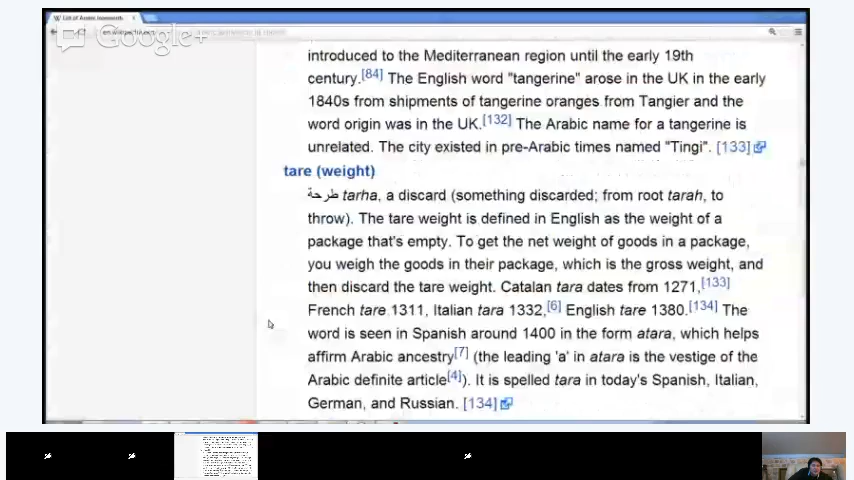 List of Arabic loanwords
Google+
introduced to the Mediterranean region until the early 19th
century.[84] The English word "tangerine" arose in the UK in the early
1840s from shipments of tangerine oranges from Tangier and the
word origin was in the UK.[132] The Arabic name for a tangerine is
unrelated. The city existed in pre-Arabic times named "Tingi". [133]
tare (weight)
طرحة tarha, a discard (something discarded; from root tarah, to
throw). The tare weight is defined in English as the weight of a
package that's empty. To get the net weight of goods in a package,
you weigh the goods in their package, which is the gross weight, and
then discard the tare weight. Catalan tara dates from 1271,[133]
French tare 1311, Italian tara 1332,[6] English tare 1380.[134] The
word is seen in Spanish around 1400 in the form atara, which helps
affirm Arabic ancestry[7] (the leading 'a' in atara is the vestige of the
Arabic definite article[4]). It is spelled tara in today's Spanish, Italian,
German, and Russian. [134]